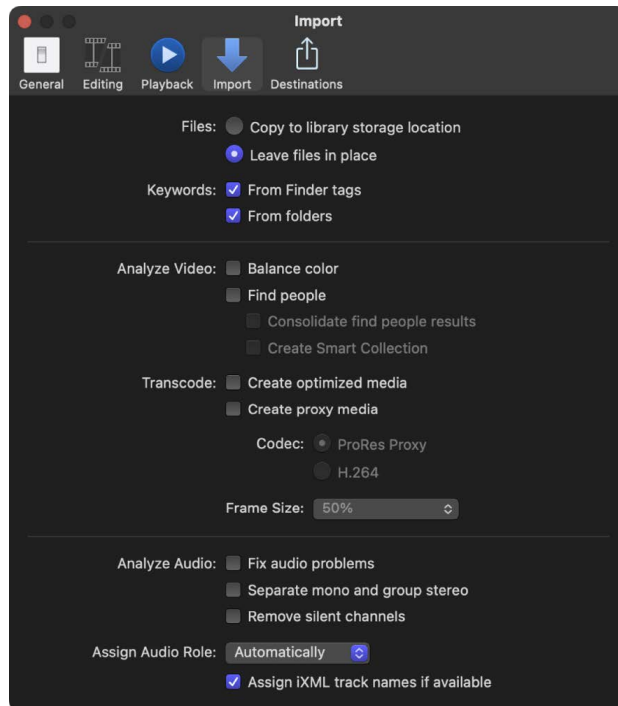 Import
General Editing Playback Import Destinations
Files: Copy to library storage location
Leave files in place
Keywords: From Finder tags
From folders
Analyze Video: Balance color
Find people
Consolidate find people results
Create Smart Collection
Transcode: Create optimized media
Create proxy media
Codec: ProRes Proxy
H.264
Frame Size: 50%
Analyze Audio: Fix audio problems
Separate mono and group stereo
Remove silent channels
Assign Audio Role: Automatically
Assign iXML track names if available